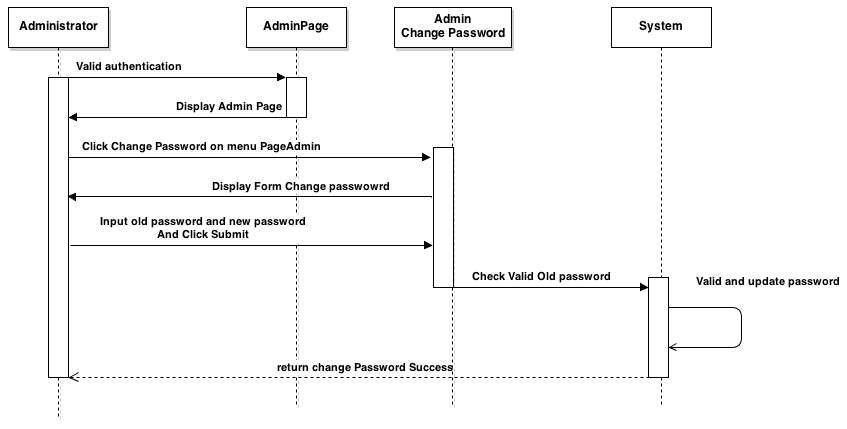 Administrator
AdminPage
Admin
Change Password
System
Valid authentication
Display Admin Page
Click Change Password on menu PageAdmin
Display Form Change passwowrd
Input old password and new password
And Click Submit
Check Valid Old password
Valid and update password
return change Password Success